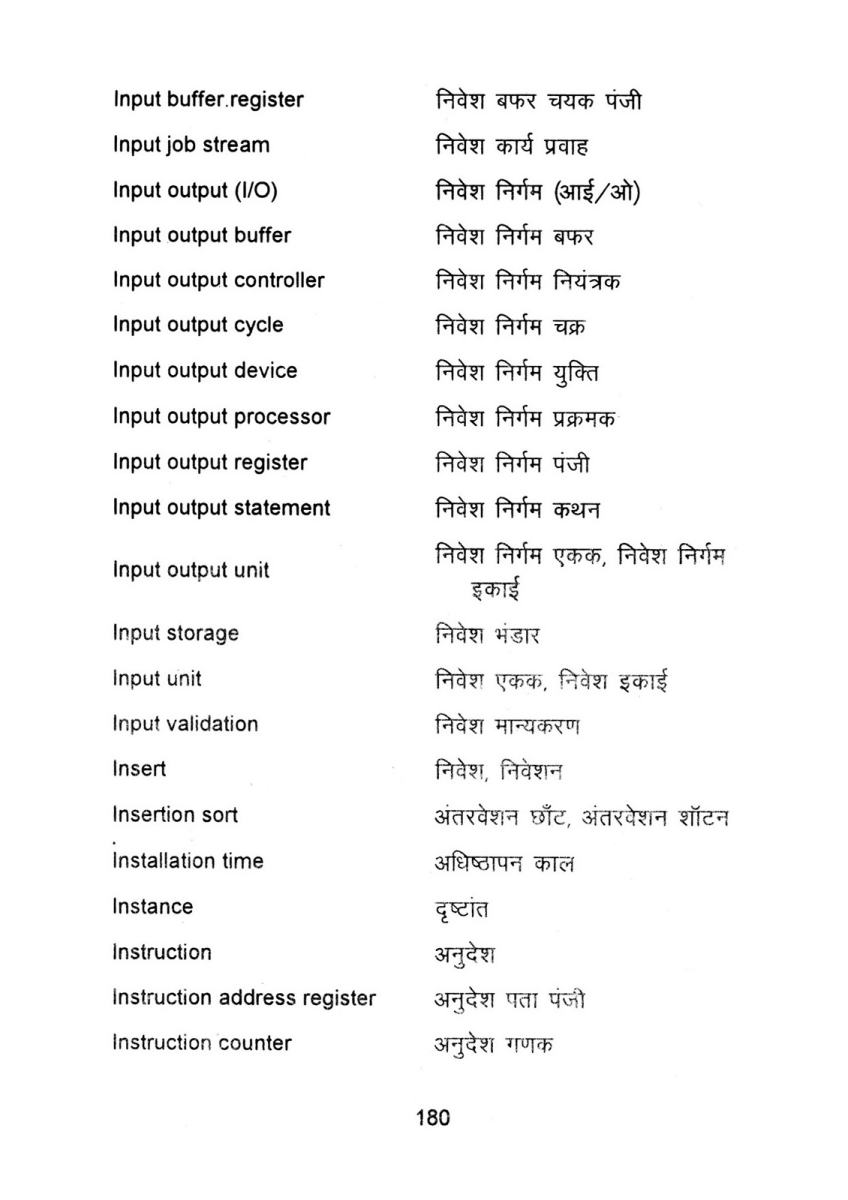 Input buffer.register निवेश बफर चयक पंजी
Input job stream निवेश कार्य प्रवाह
Input output (I/O) निवेश निर्गम (आई/ओ)
Input output buffer निवेश निर्गम बफर
Input output controller निवेश निर्गम नियंत्रक
Input output cycle निवेश निर्गम चक्र
Input output device निवेश निर्गम युक्ति
Input output processor निवेश निर्गम प्रक्रमक
Input output register निवेश निर्गम पंजी
Input output statement निवेश निर्गम कथन
Input output unit निवेश निर्गम एकक, निवेश निर्गम
इकाई
Input storage निवेश भंडार
Input unit निवेश एकक, निवेश इकाई
Input validation निवेश मान्यकरण
Insert निवेश, निवेशन
Insertion sort अंतरवेशन छाँट, अंतरवेशन शॉटन
Installation time अधिष्ठापन काल
Instance दृष्टांत
Instruction अनुदेश
Instruction address register अनुदेश पता पंजी
Instruction counter अनुदेश गणक
180